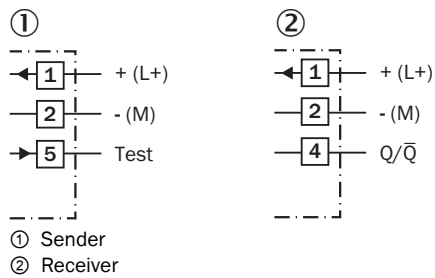 ① ②
1 + (L+) 1 + (L+)
2 - (M) 2 - (M)
5 Test 4 Q/Q̅
① Sender
② Receiver